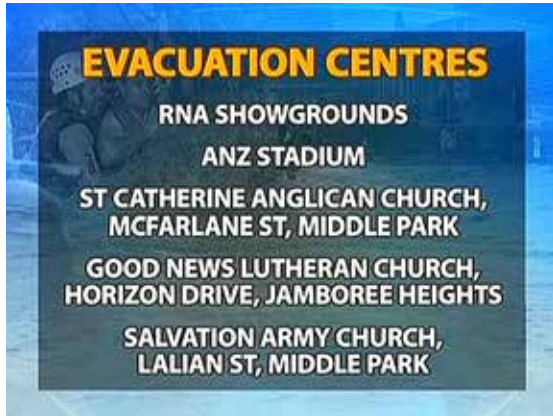 EVACUATION CENTRES
RNA SHOWGROUNDS
ANZ STADIUM
ST CATHERINE ANGLICAN CHURCH,
MCFARLANE ST, MIDDLE PARK
GOOD NEWS LUTHERAN CHURCH,
HORIZON DRIVE, JAMBOREE HEIGHTS
SALVATION ARMY CHURCH,
LALIAN ST, MIDDLE PARK